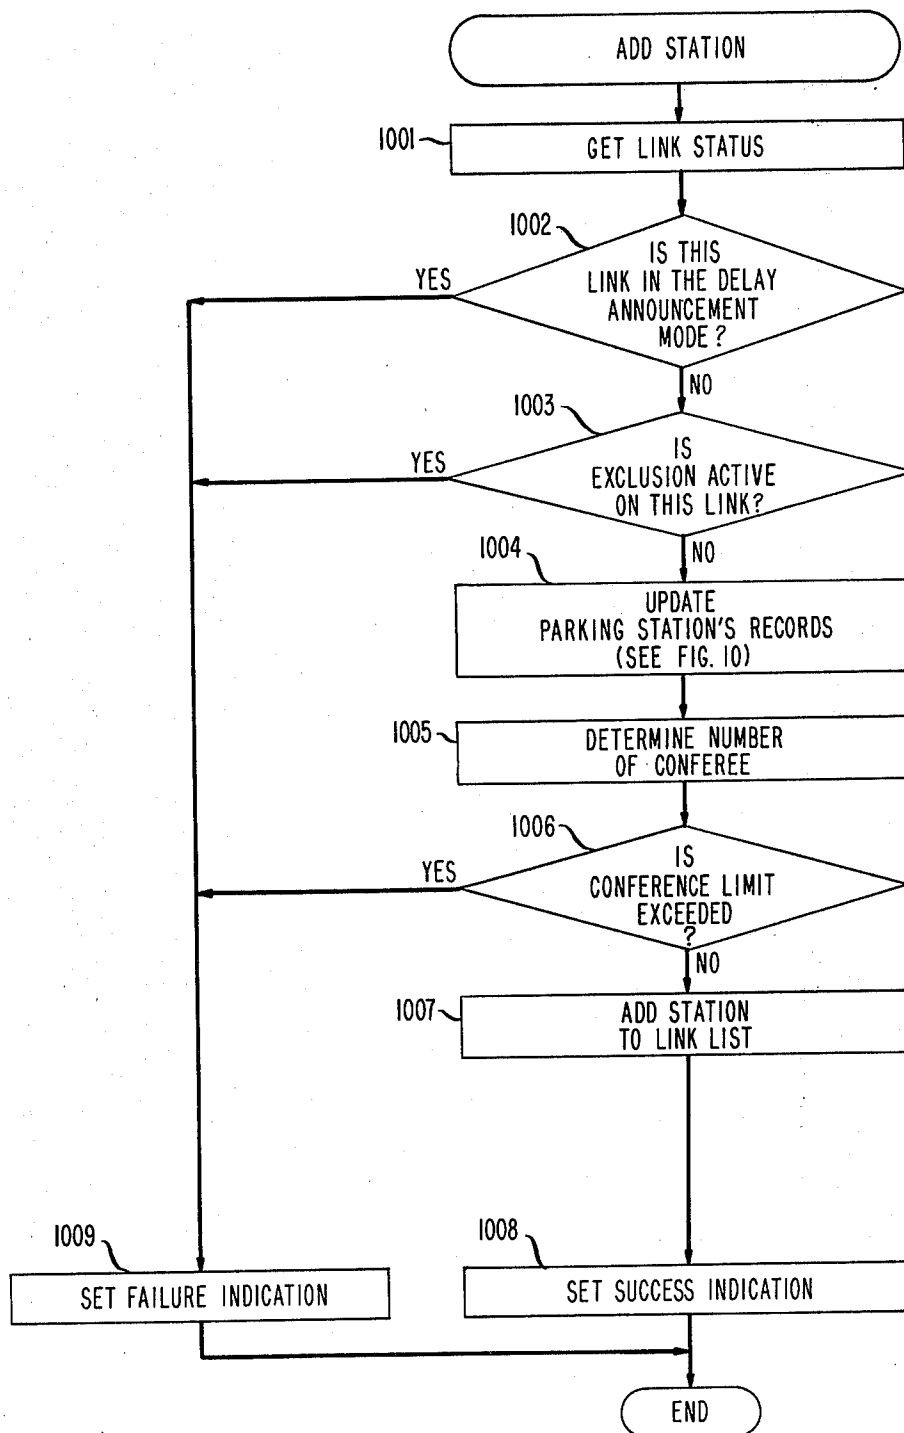 ADD STATION
1001
GET LINK STATUS
1002
IS THIS
LINK IN THE DELAY
ANNOUNCEMENT
MODE?
YES
NO
1003
IS
EXCLUSION ACTIVE
ON THIS LINK?
YES
NO
1004
UPDATE
PARKING STATION'S RECORDS
(SEE FIG. 10)
1005
DETERMINE NUMBER
OF CONFEREE
1006
IS
CONFERENCE LIMIT
EXCEEDED
?
YES
NO
1007
ADD STATION
TO LINK LIST
1009
SET FAILURE INDICATION
1008
SET SUCCESS INDICATION
END